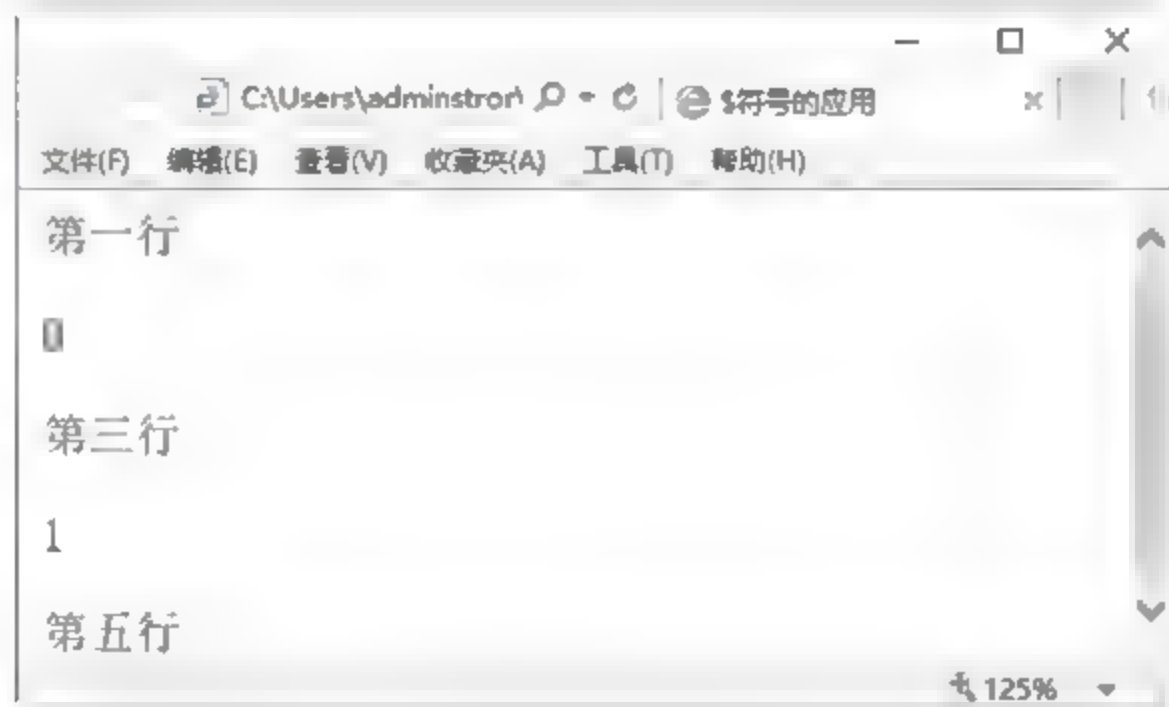 C:\Users\adminstror\ $符号的应用
文件(F) 编辑(E) 查看(V) 收藏夹(A) 工具(T) 帮助(H)
第一行
0
第三行
1
第五行
125%